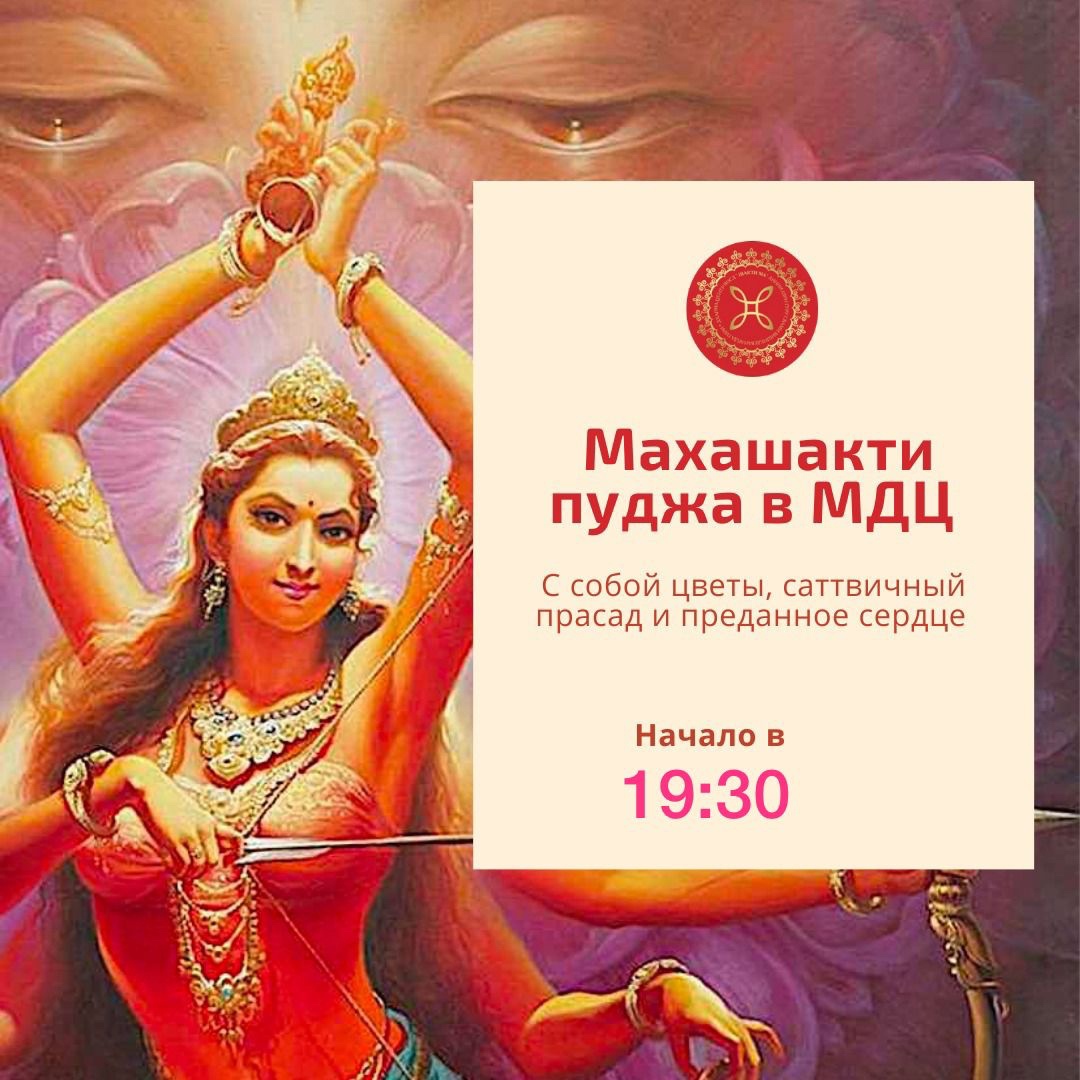 Махашакти
пуджа в МДЦ
С собой цветы, саттвичный
прасад и преданное сердце
Начало в
19:30